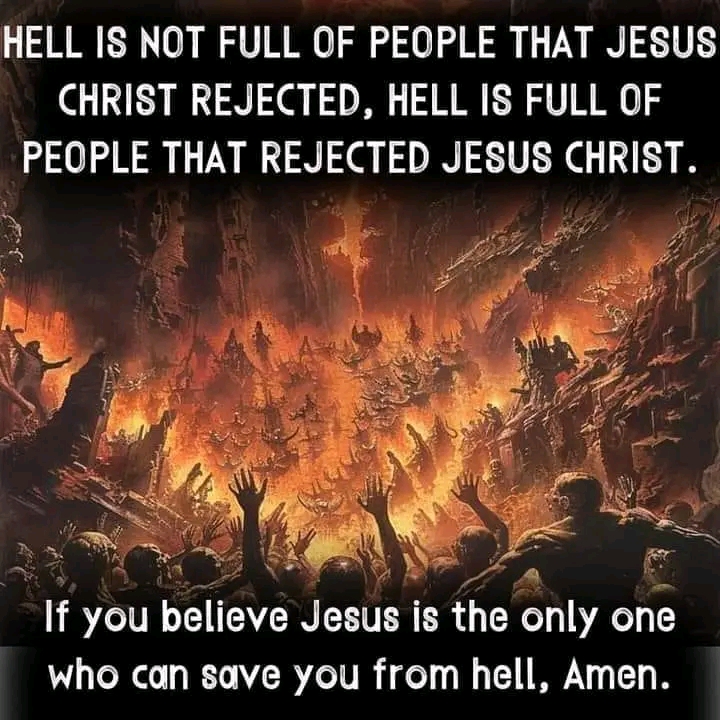 HELL IS NOT FULL OF PEOPLE THAT JESUS
CHRIST REJECTED, HELL IS FULL OF
PEOPLE THAT REJECTED JESUS CHRIST.
If you believe Jesus is the only one
who can save you from hell, Amen.